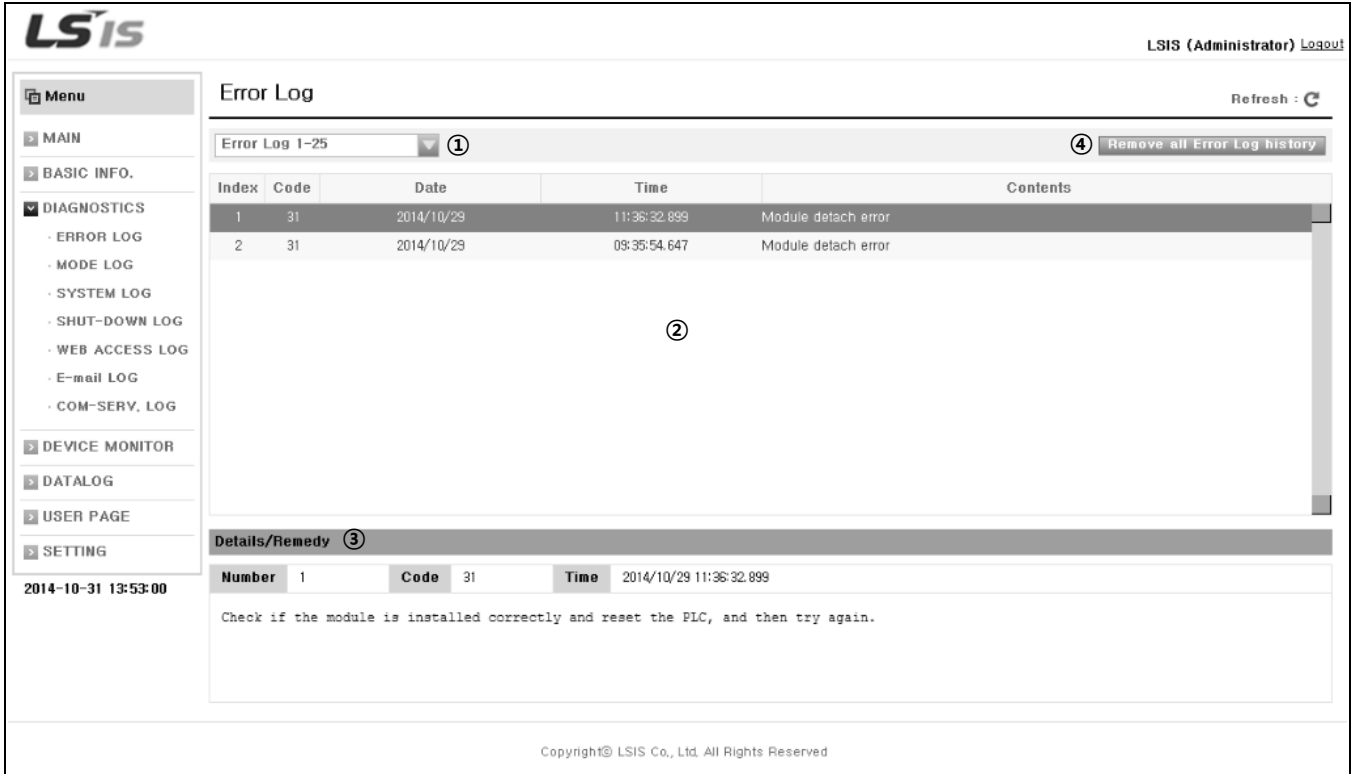 LSIS
LSIS (Administrator) Logout
Menu
MAIN
BASIC INFO.
DIAGNOSTICS
· ERROR LOG
· MODE LOG
· SYSTEM LOG
· SHUT-DOWN LOG
· WEB ACCESS LOG
· E-mail LOG
· COM-SERV. LOG
DEVICE MONITOR
DATALOG
USER PAGE
SETTING
2014-10-31 13:53:00
Error Log
Refresh :
Error Log 1-25 ① ④ Remove all Error Log history
Index Code Date Time Contents
1 31 2014/10/29 11:36:32.899 Module detach error
2 31 2014/10/29 09:35:54.647 Module detach error
②
Details/Remedy ③
Number 1 Code 31 Time 2014/10/29 11:36:32.899
Check if the module is installed correctly and reset the PLC, and then try again.
Copyright© LSIS Co., Ltd. All Rights Reserved